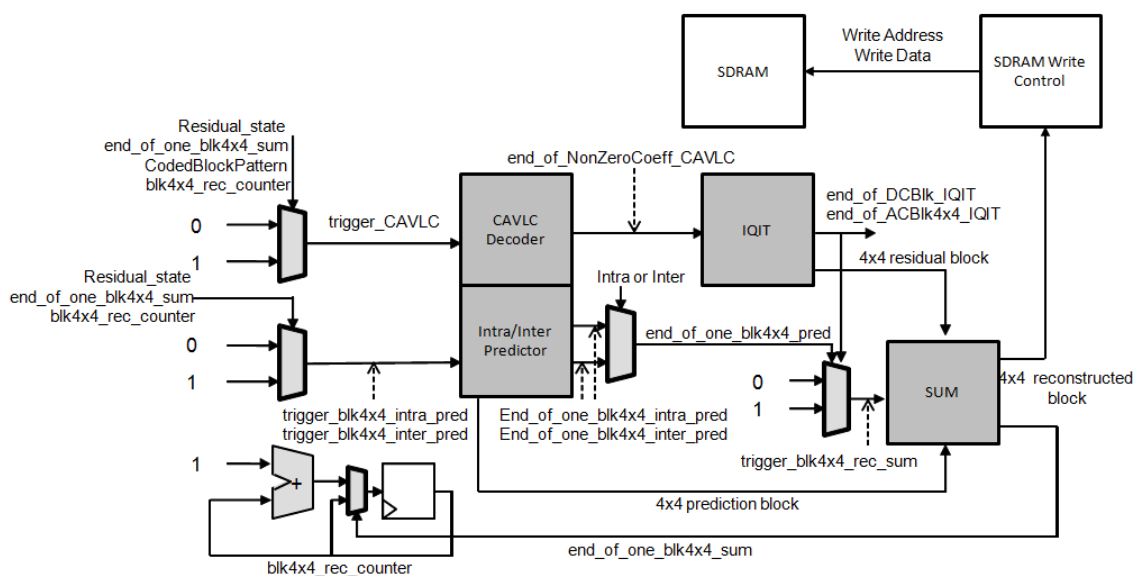 Write Address
Write Data
SDRAM
SDRAM Write
Control
Residual_state
end_of_one_blk4x4_sum
CodedBlockPattern
blk4x4_rec_counter
0
1
trigger_CAVLC
CAVLC
Decoder
end_of_NonZeroCoeff_CAVLC
IQIT
end_of_DCBlk_IQIT
end_of_ACBlk4x4_IQIT
4x4 residual block
Residual_state
end_of_one_blk4x4_sum
blk4x4_rec_counter
0
1
trigger_blk4x4_intra_pred
trigger_blk4x4_inter_pred
Intra/Inter
Predictor
Intra or Inter
End_of_one_blk4x4_intra_pred
End_of_one_blk4x4_inter_pred
end_of_one_blk4x4_pred
0
1
trigger_blk4x4_rec_sum
SUM
4x4 reconstructed
block
1
+
blk4x4_rec_counter
4x4 prediction block
end_of_one_blk4x4_sum